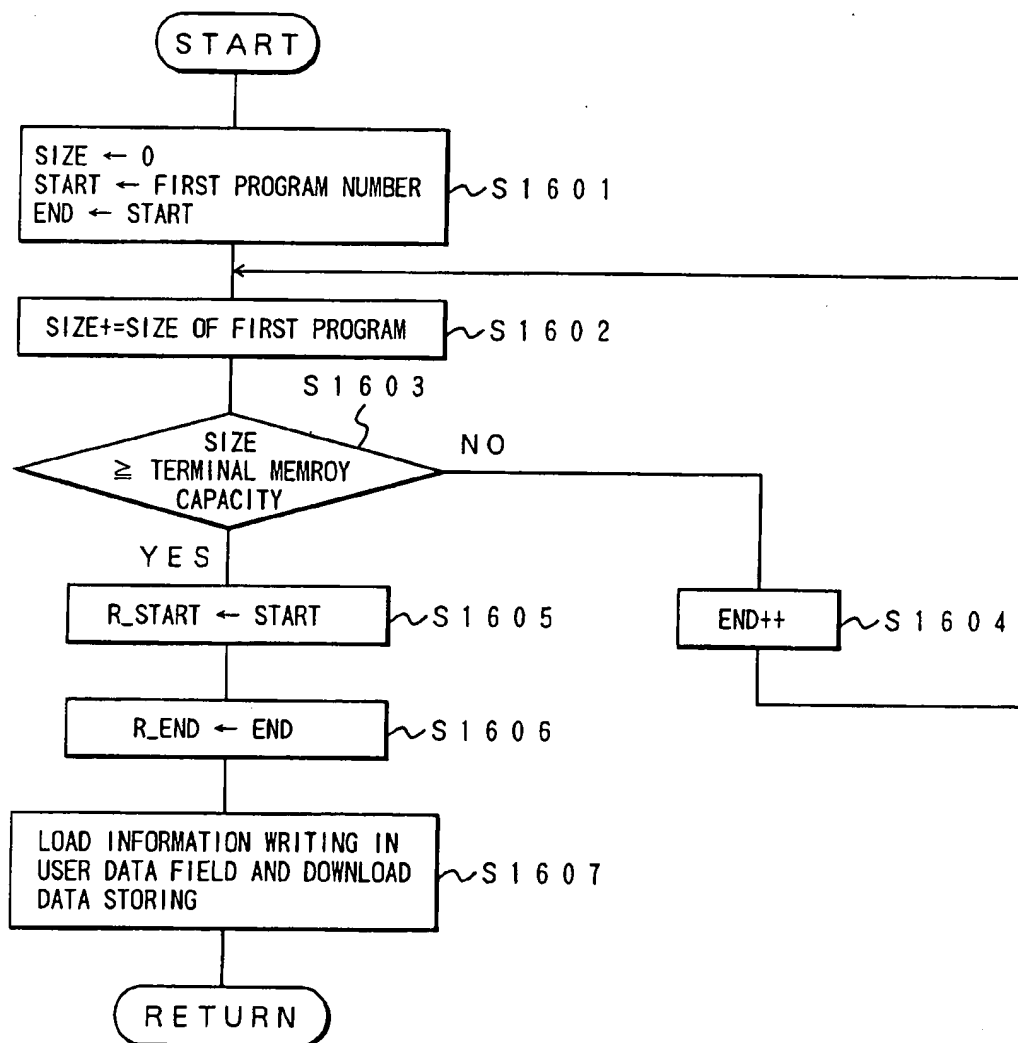 START
SIZE ← 0
START ← FIRST PROGRAM NUMBER
END ← START
S1601
SIZE+=SIZE OF FIRST PROGRAM
S1602
S1603
SIZE
≧ TERMINAL MEMROY
CAPACITY
NO
YES
R_START ← START
S1605
END++
S1604
R_END ← END
S1606
LOAD INFORMATION WRITING IN
USER DATA FIELD AND DOWNLOAD
DATA STORING
S1607
RETURN